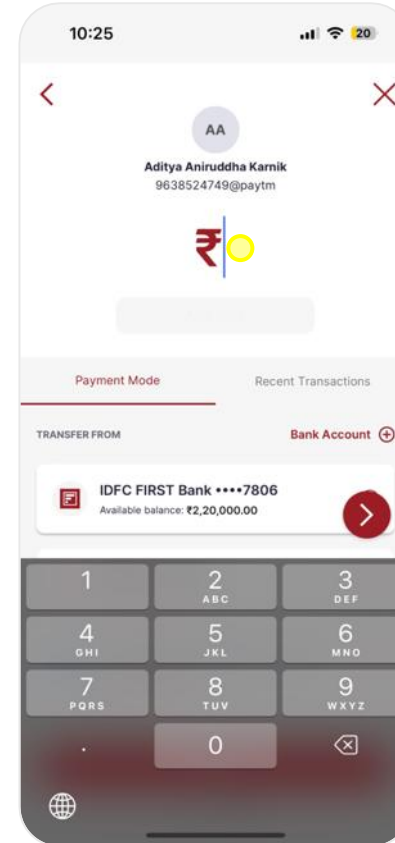 10:25
20
AA
Aditya Aniruddha Karnik
9638524749@paytm
₹
Payment Mode
Recent Transactions
TRANSFER FROM
Bank Account
IDFC FIRST Bank ••••7806
Available balance: ₹2,20,000.00
1
2 ABC
3 DEF
4 GHI
5 JKL
6 MNO
7 PQRS
8 TUV
9 WXYZ
. 0